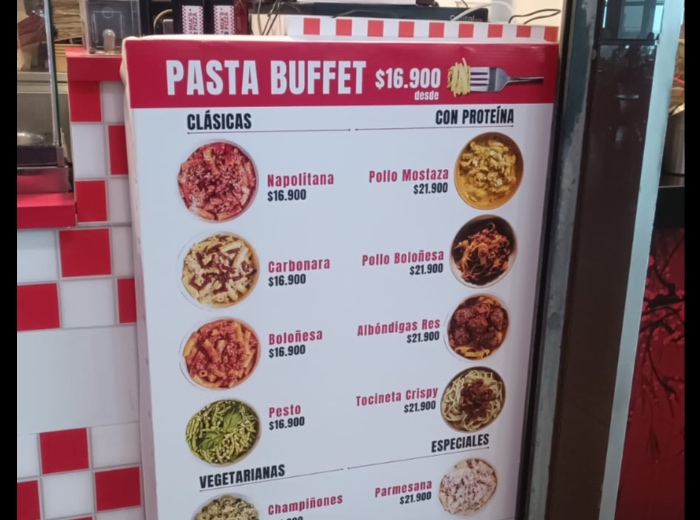 PASTA BUFFET $16.900
desde
CLÁSICAS
Napolitana
$16.900
Carbonara
$16.900
Boloñesa
$16.900
Pesto
$16.900
VEGETARIANAS
Champiñones
CON PROTEÍNA
Pollo Mostaza
$21.900
Pollo Boloñesa
$21.900
Albóndigas Res
$21.900
Tocineta Crispy
$21.900
ESPECIALES
Parmesana
$21.900